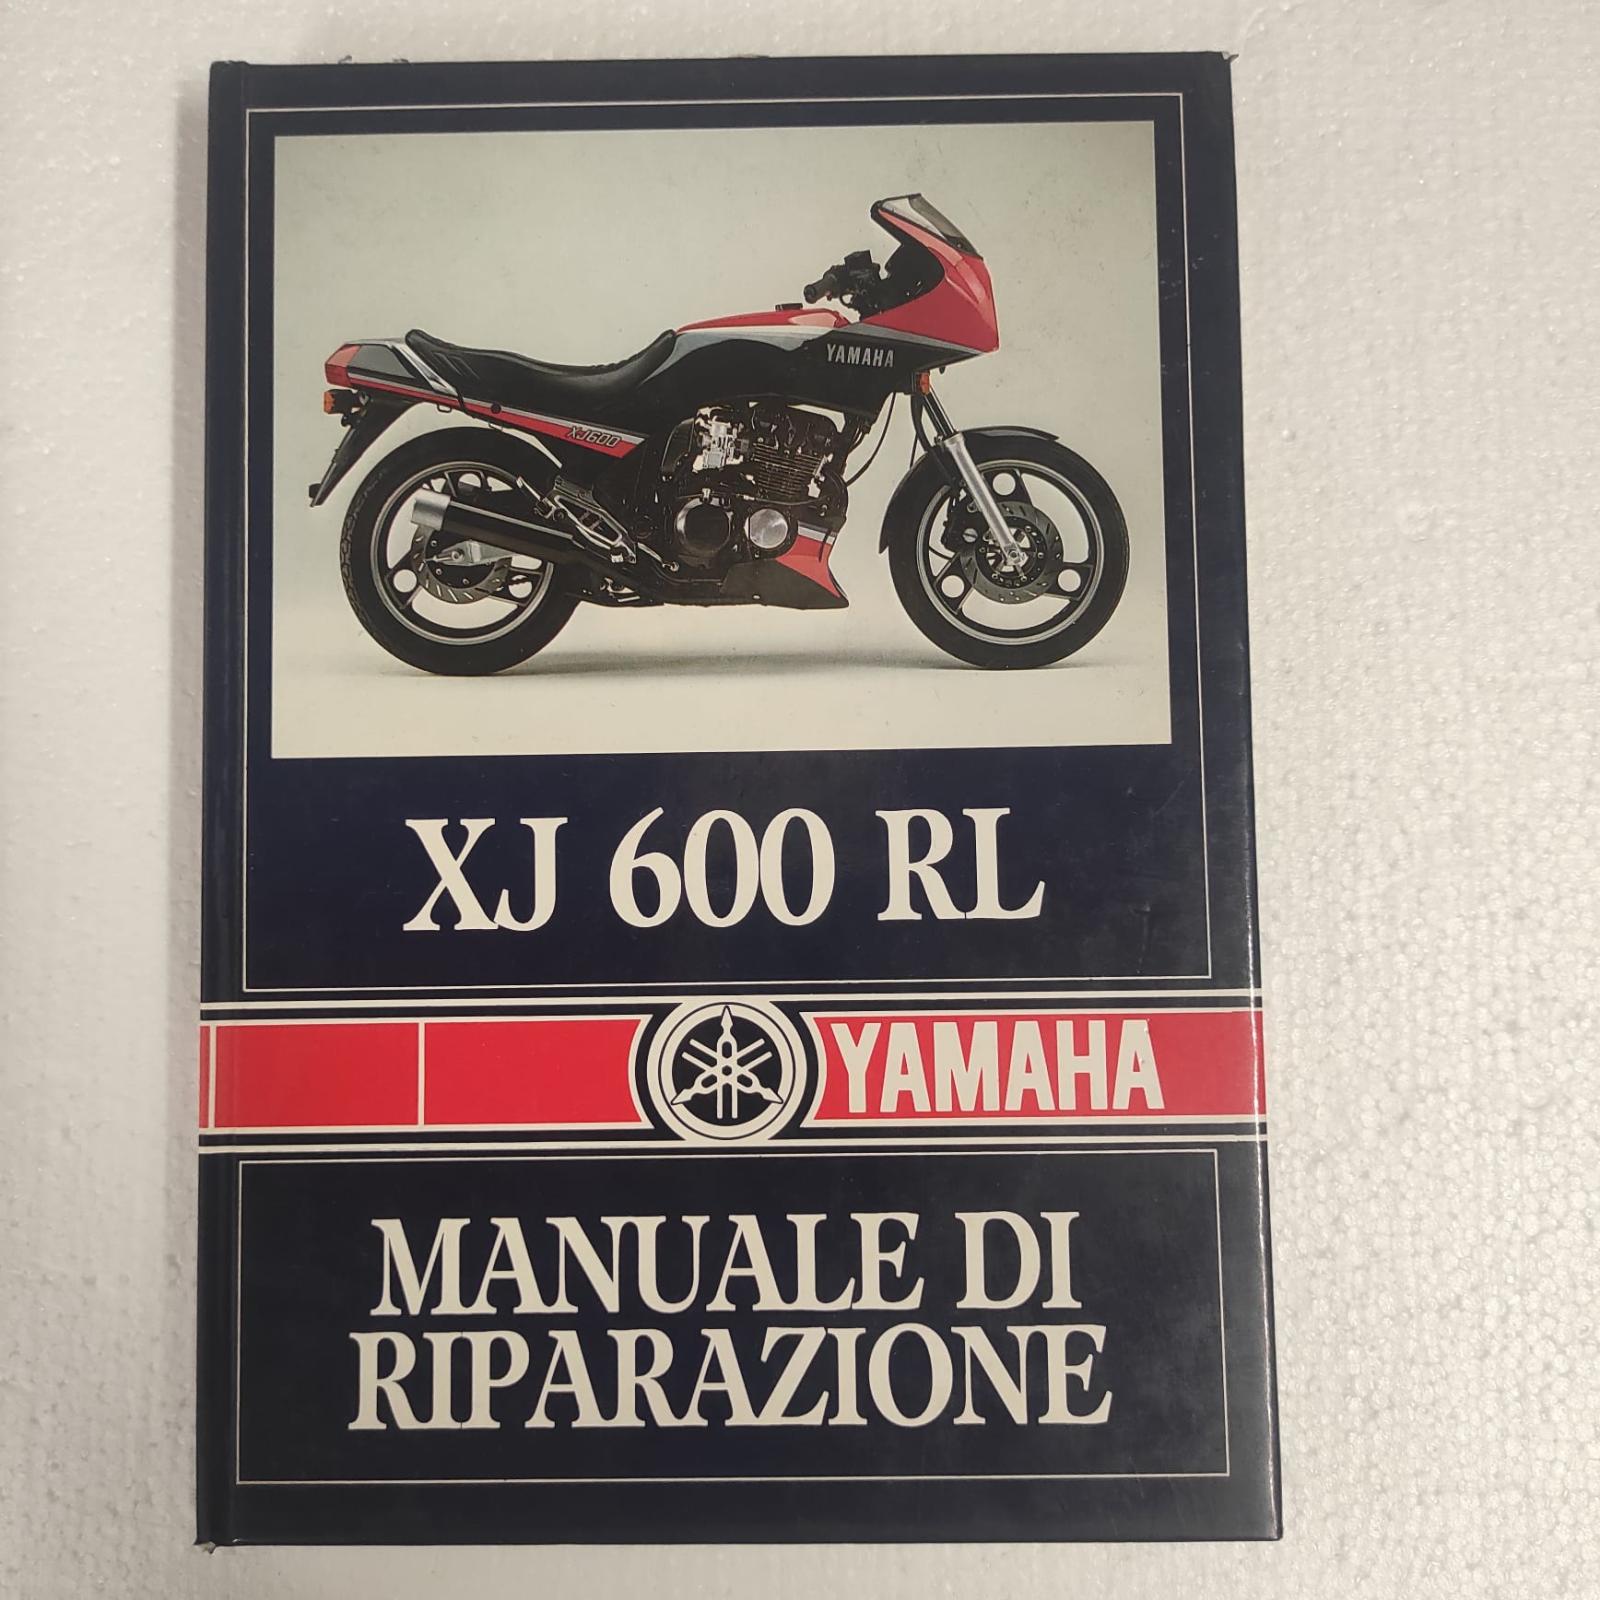 YAMAHA
XJ600
XJ 600 RL
YAMAHA
MANUALE DI
RIPARAZIONE